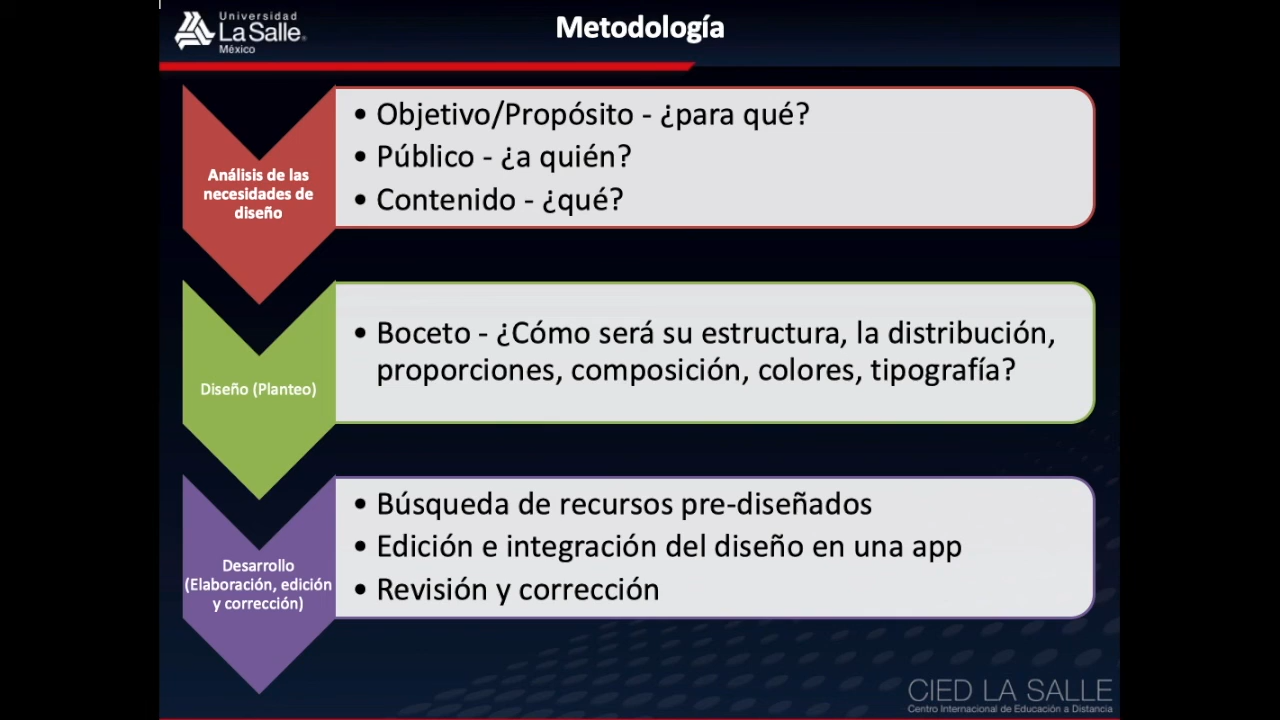 Universidad
La Salle®
México
Metodología
Análisis de las
necesidades de
diseño
• Objetivo/Propósito - ¿para qué?
• Público - ¿a quién?
• Contenido - ¿qué?
Diseño (Planteo)
• Boceto - ¿Cómo será su estructura, la distribución,
proporciones, composición, colores, tipografía?
Desarrollo
(Elaboración, edición
y corrección)
• Búsqueda de recursos pre-diseñados
• Edición e integración del diseño en una app
• Revisión y corrección
CIED LA SALLE
Centro Internacional de Educación a Distancia